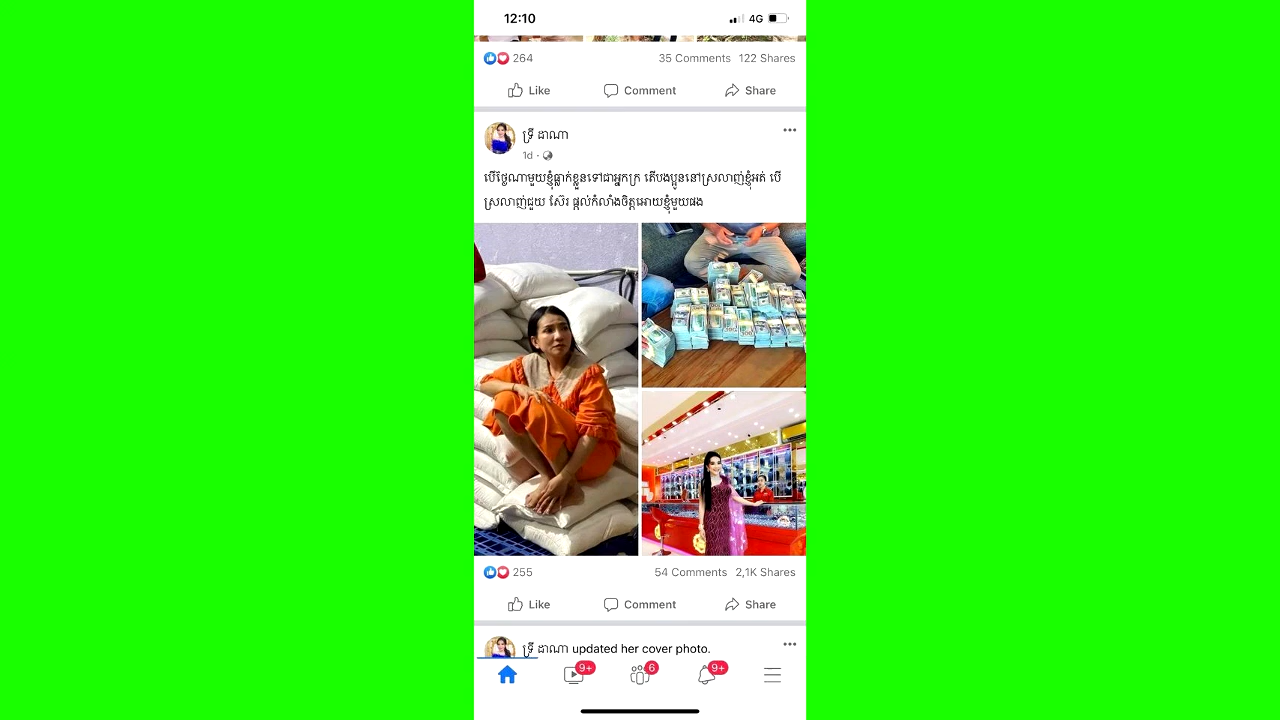 12:10
4G
264
35 Comments 122 Shares
Like Comment Share
ទ្រី ដាណា
1d
បើថ្ងៃណាមួយខ្ញុំធ្លាក់ខ្លួនទៅជាអ្នកក្រ តើបងប្អូននៅស្រលាញ់ខ្ញុំអត់ បើ
ស្រលាញ់ជួយ ស៊ែរ ផ្តល់កំលាំងចិត្តអោយខ្ញុំមួយផង
255
54 Comments 2,1K Shares
Like Comment Share
ទ្រី ដាណា updated her cover photo.
9+ 6 9+